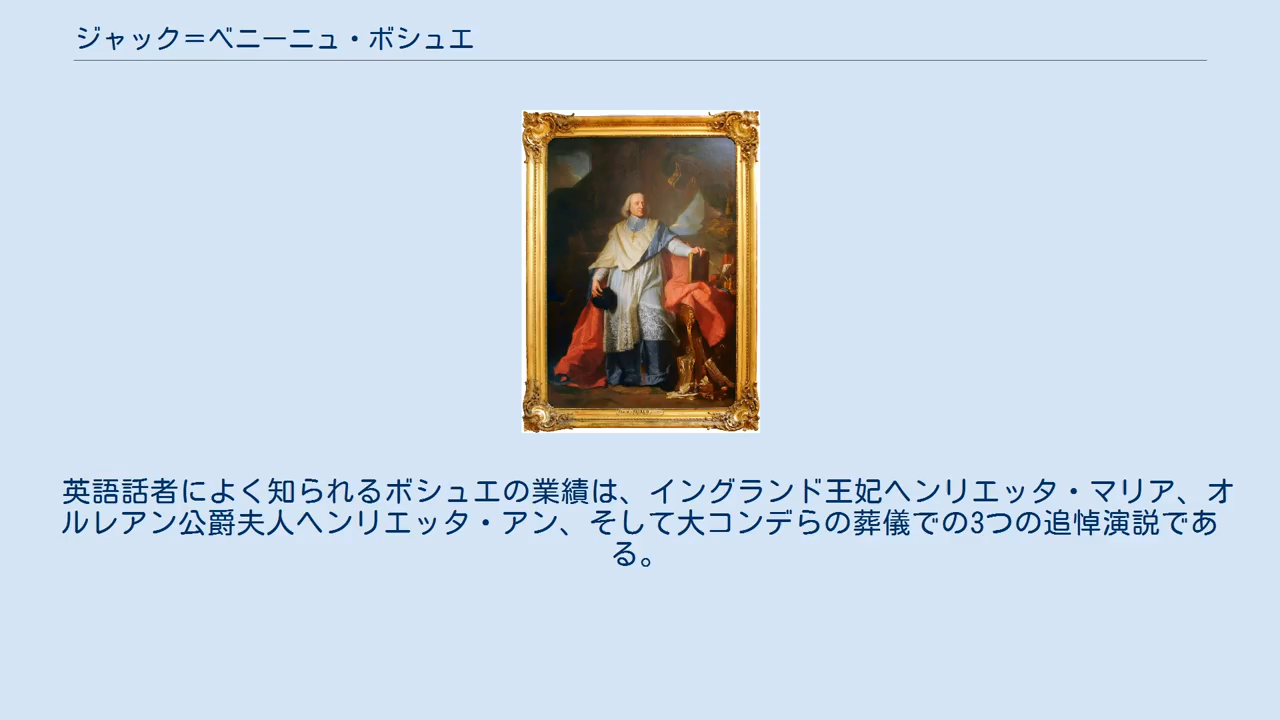 ジャック＝ベニーニュ・ボシュエ
英語話者によく知られるボシュエの業績は、イングランド王妃ヘンリエッタ・マリア、オ
ルレアン公爵夫人ヘンリエッタ・アン、そして大コンデらの葬儀での3つの追悼演説であ
る。